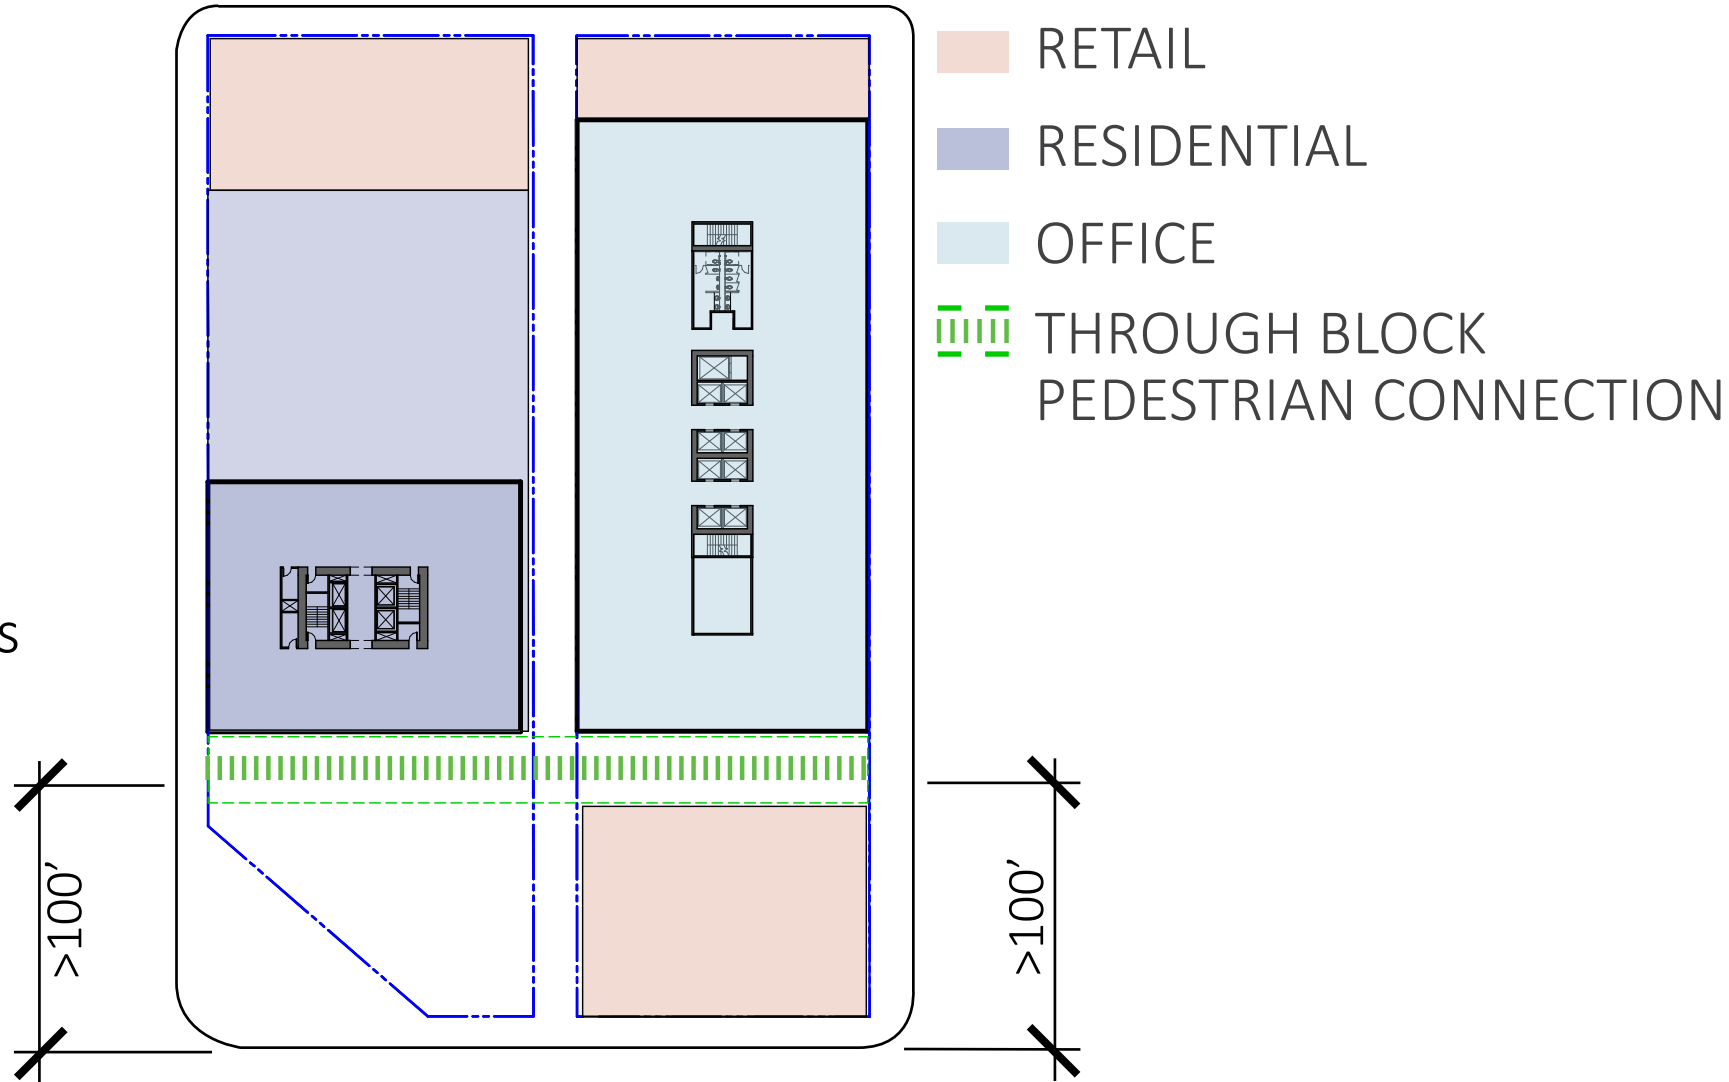 RETAIL
RESIDENTIAL
OFFICE
THROUGH BLOCK
PEDESTRIAN CONNECTION
S
>100’
>100’